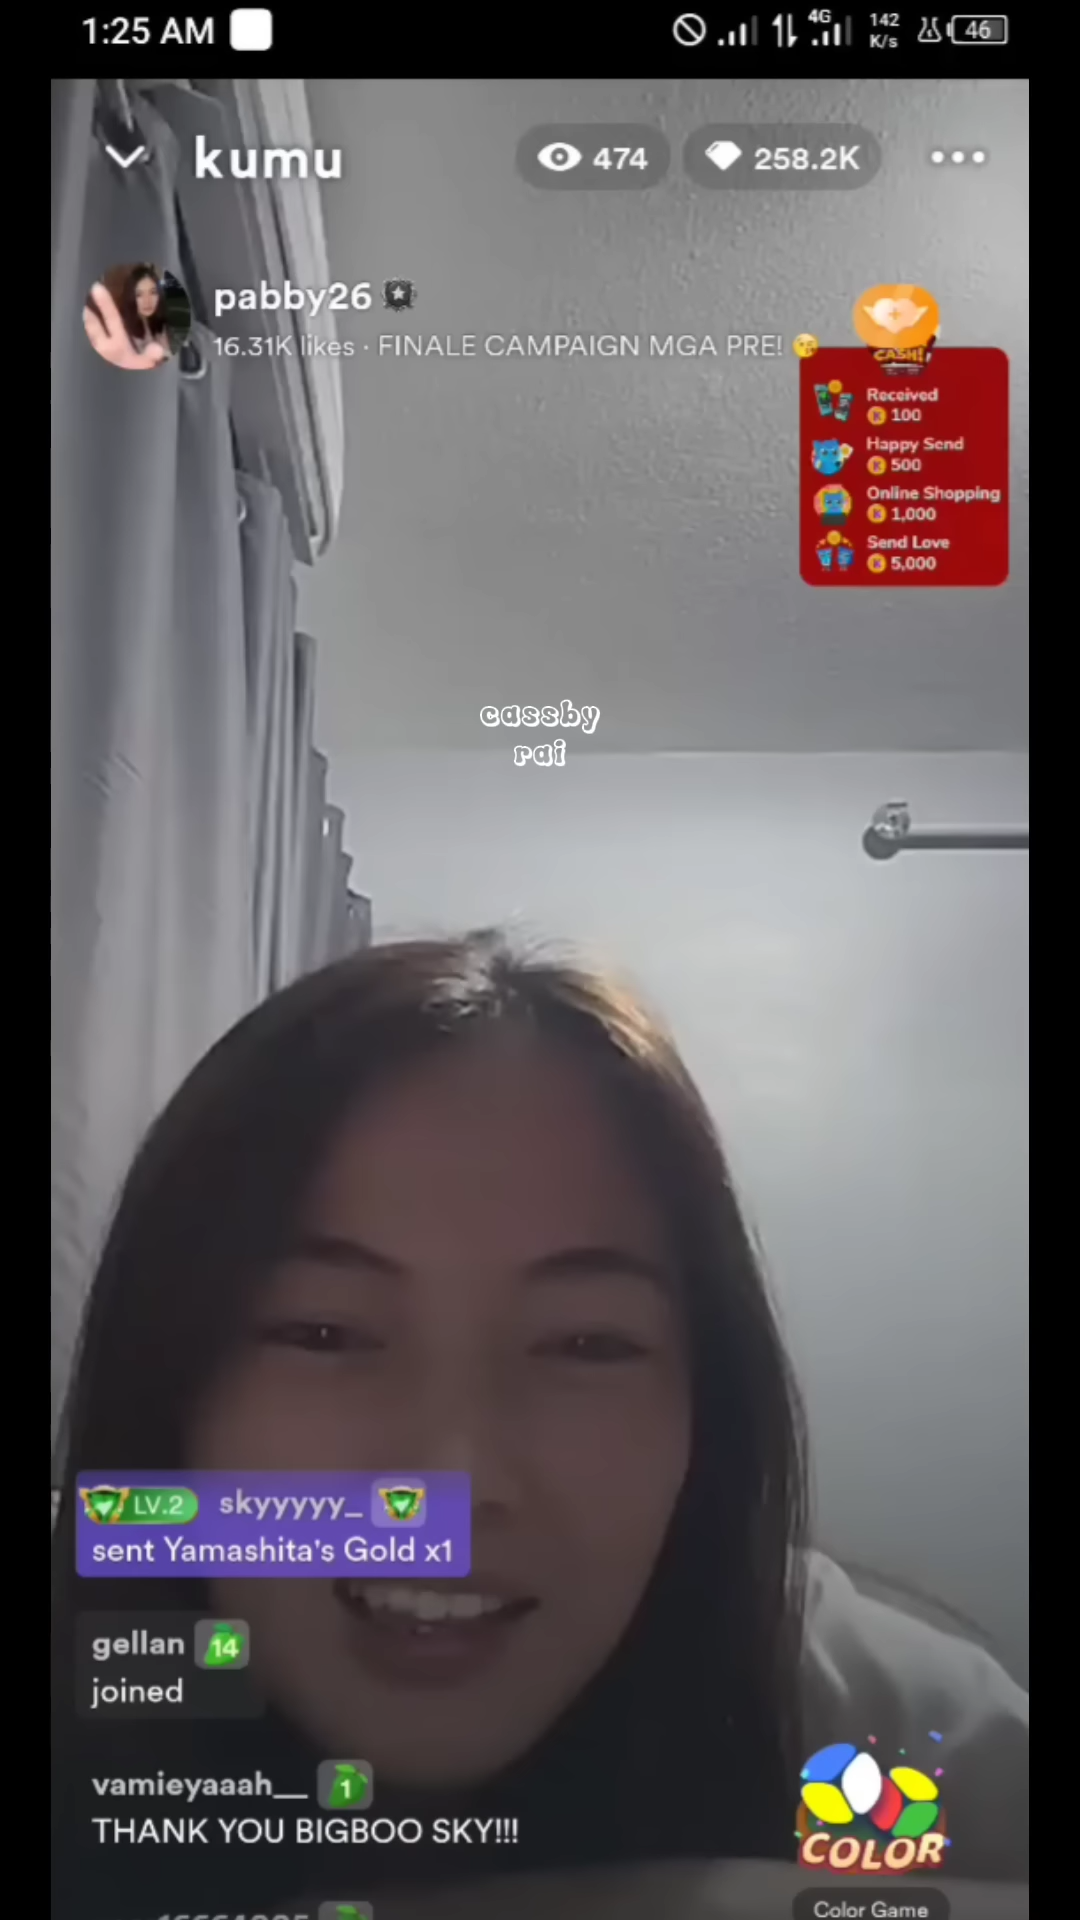 1:25 AM
4G
142
K/s
46
kumu
474
258.2K
pabby26
16.31K likes · FINALE CAMPAIGN MGA PRE! 😘
CASH!
Received
K 100
Happy Send
K 500
Online Shopping
K 1,000
Send Love
K 5,000
cassby
rai
LV.2 skyyyyy_
sent Yamashita's Gold x1
gellan 14
joined
vamieyaaah__ 1
THANK YOU BIGBOO SKY!!!
COLOR
Color Game